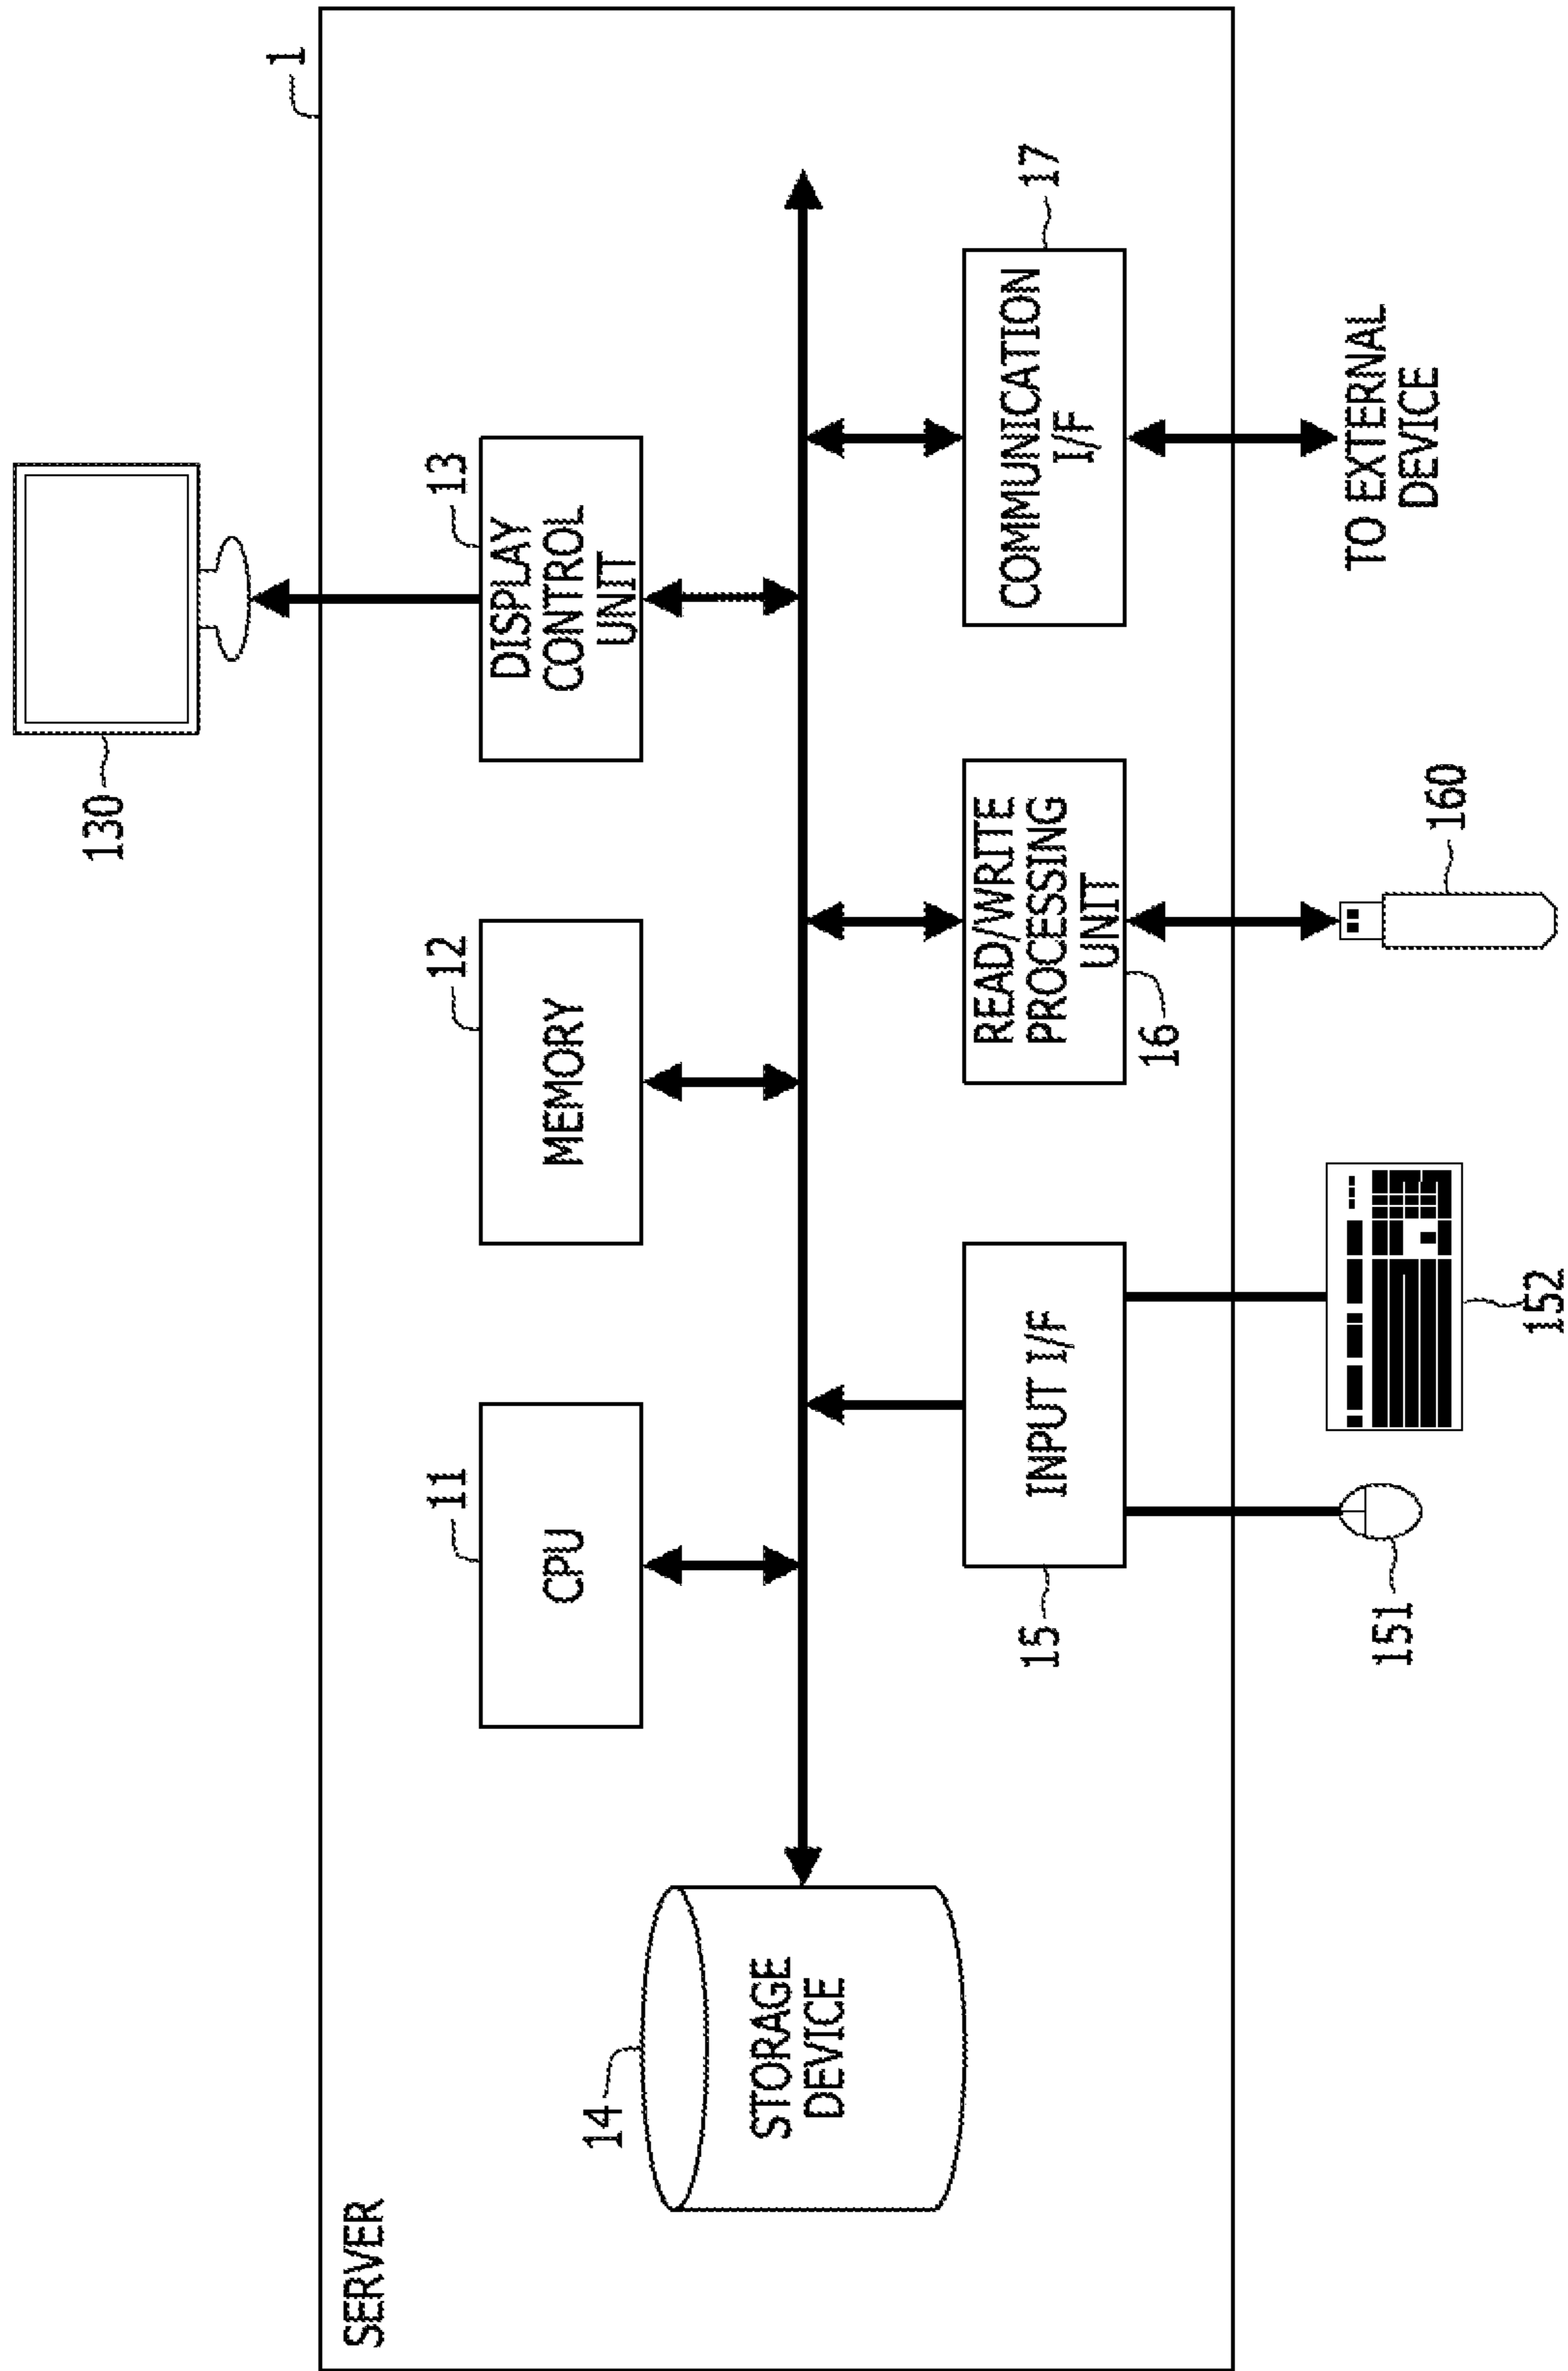 SERVER
1
130
14
STORAGE
DEVICE
11
CPU
12
MEMORY
13
DISPLAY
CONTROL
UNIT
15
INPUT I/F
16
READ/WRITE
PROCESSING
UNIT
17
COMMUNICATION
I/F
151
152
160
TO EXTERNAL
DEVICE